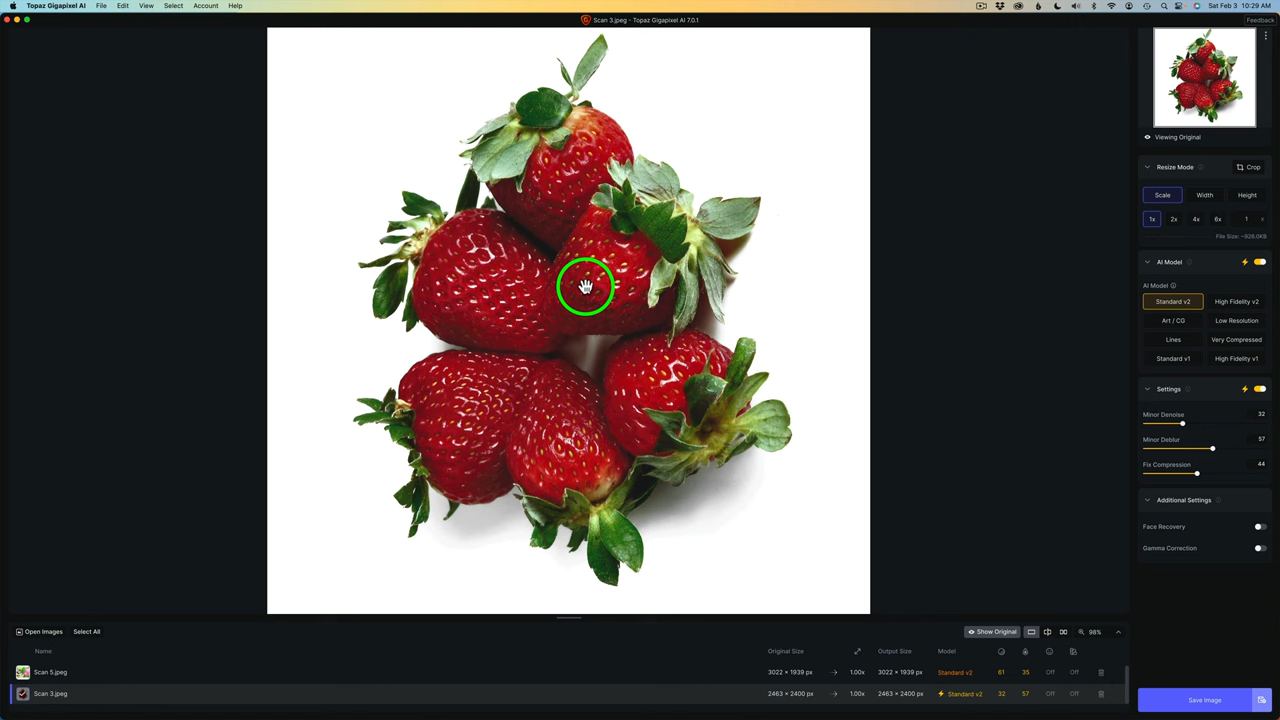 Topaz Gigapixel AI File Edit View Select Account Help Sat Feb 3 10:29 AM
Scan 3.jpeg - Topaz Gigapixel AI 7.0.1 Feedback
Viewing Original
Resize Mode Crop
Scale Width Height
1x 2x 4x 6x 1 x
File Size: ~926.0KB
AI Model
AI Model
Standard v2 High Fidelity v2
Art / CG Low Resolution
Lines Very Compressed
Standard v1 High Fidelity v1
Settings
Minor Denoise 32
Minor Deblur 57
Fix Compression 44
Additional Settings
Face Recovery
Gamma Correction
Open Images Select All Show Original 98%
Name Original Size Output Size Model
Scan 5.jpeg 3022 × 1939 px → 1.00x 3022 × 1939 px Standard v2 61 35 Off Off
Scan 3.jpeg 2463 × 2400 px → 1.00x 2463 × 2400 px Standard v2 32 57 Off Off
Save Image